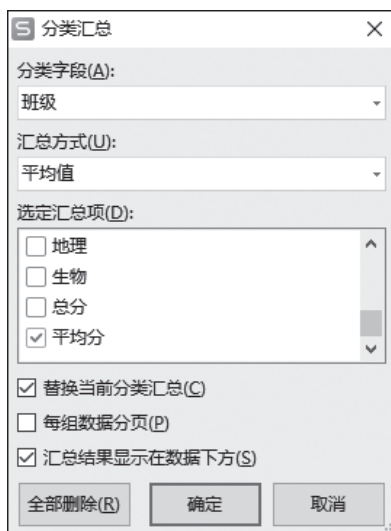 S 分类汇总
分类字段(A):
班级
汇总方式(U):
平均值
选定汇总项(D):
地理
生物
总分
平均分
替换当前分类汇总(C)
每组数据分页(P)
汇总结果显示在数据下方(S)
全部删除(R) 确定 取消